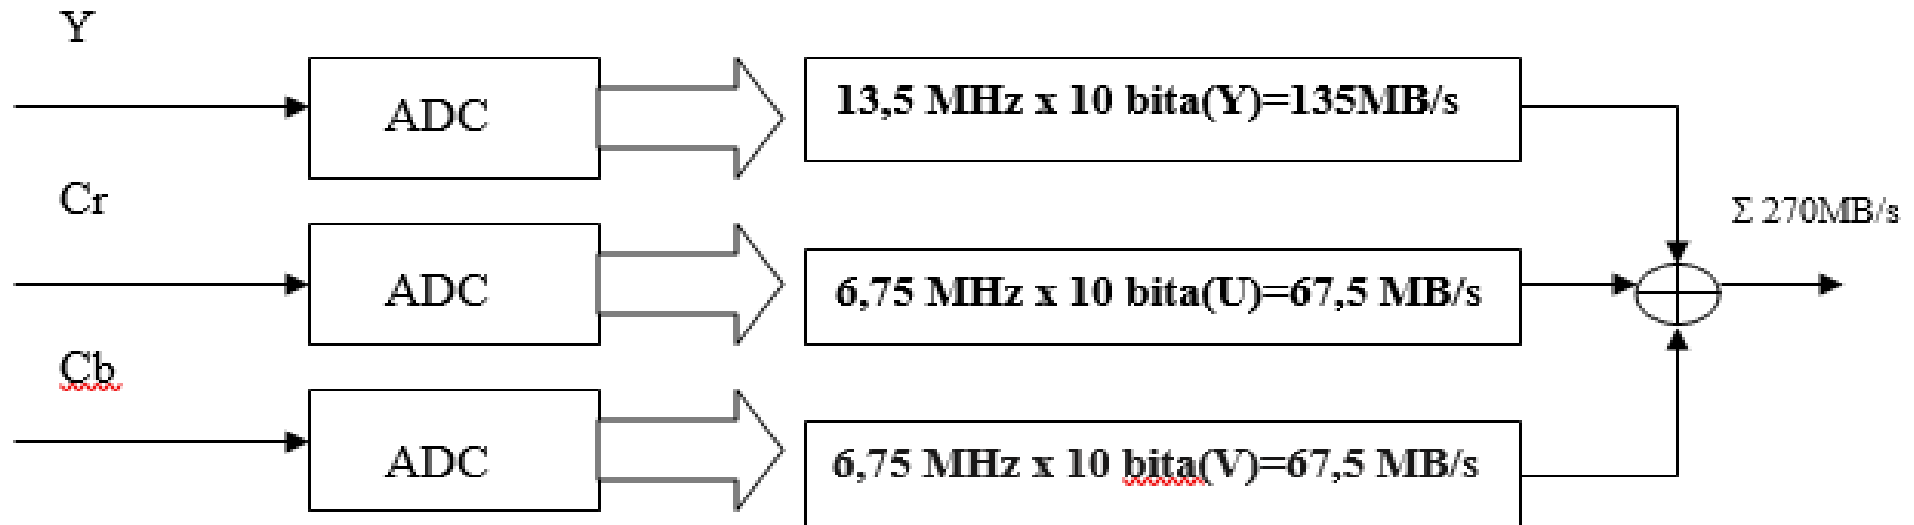 Y
ADC
13,5 MHz x 10 bita(Y)=135MB/s
Cr
Σ 270MB/s
ADC
6,75 MHz x 10 bita(U)=67,5 MB/s
Cb
ADC
6,75 MHz x 10 bita(V)=67,5 MB/s